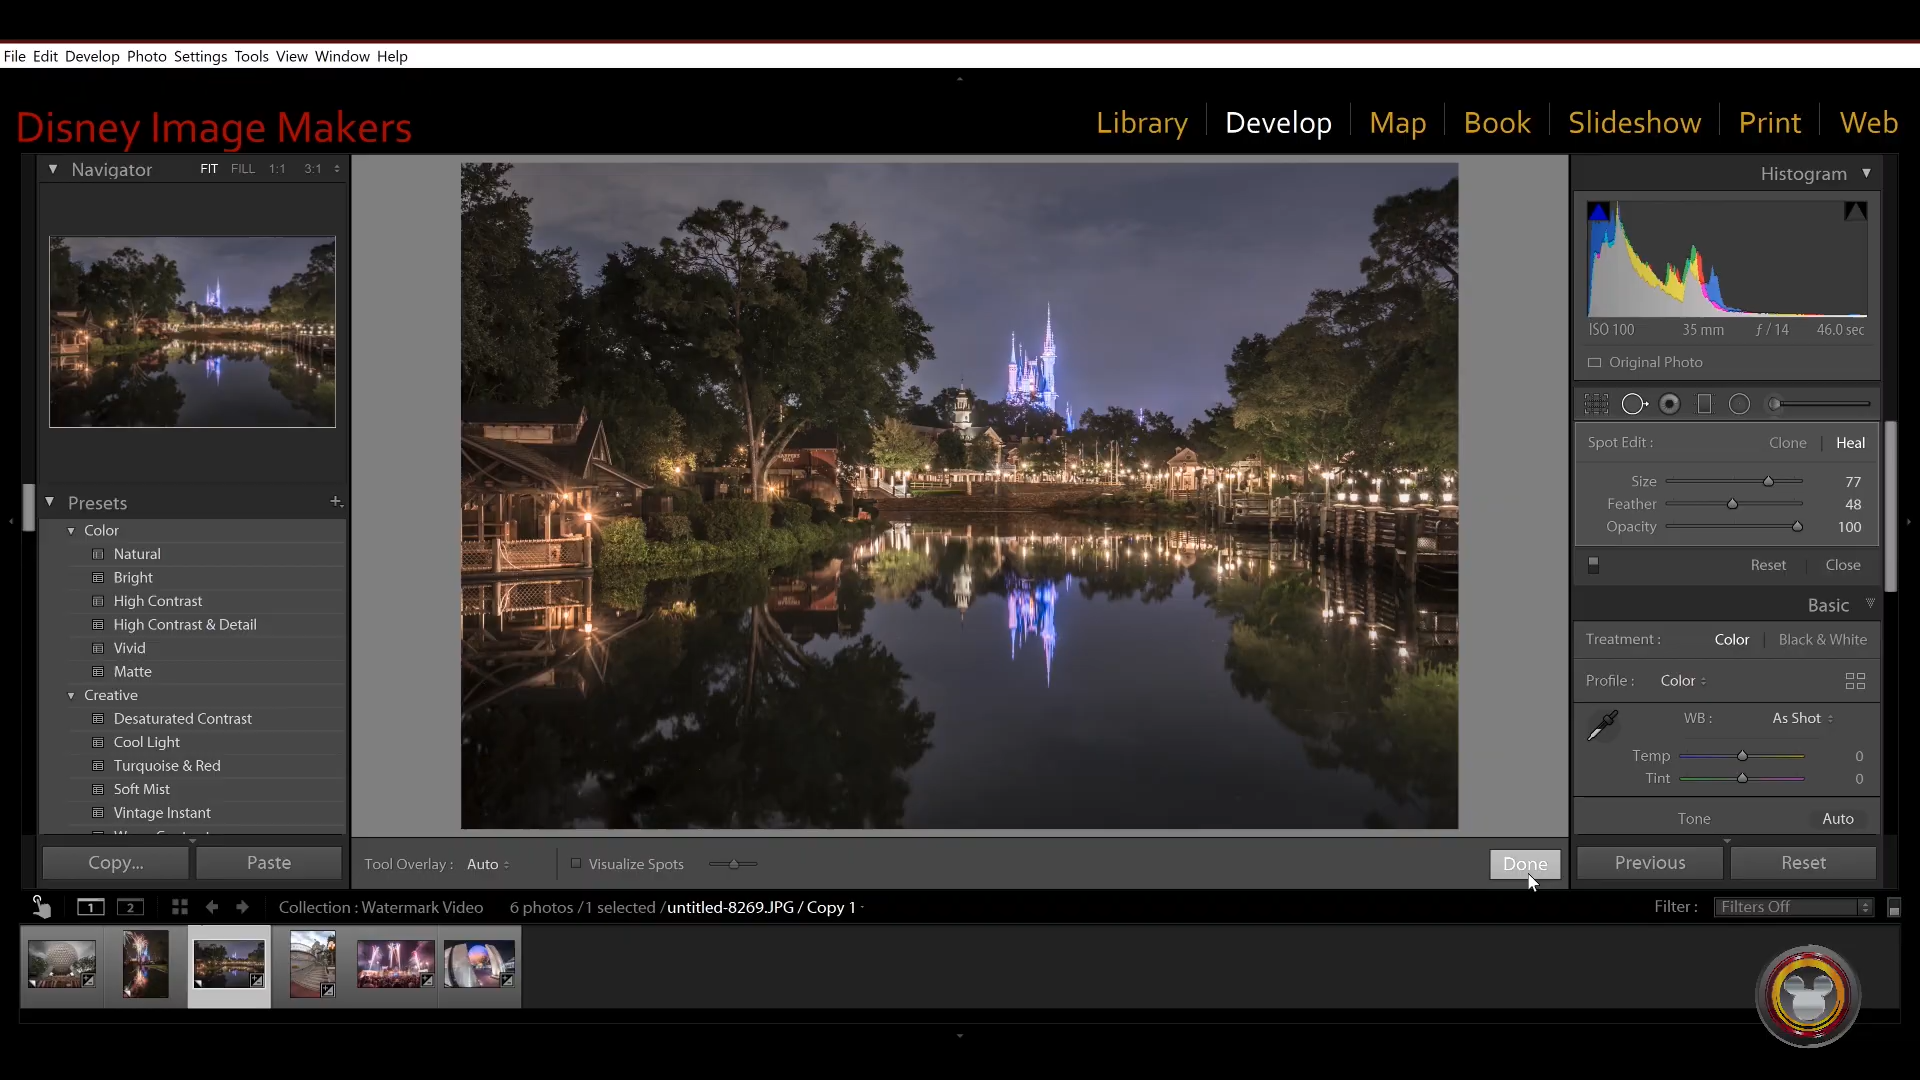 File Edit Develop Photo Settings Tools View Window Help
Disney Image Makers
Library Develop Map Book Slideshow Print Web
Navigator FIT FILL 1:1 3:1
Histogram
ISO 100 35 mm ƒ / 14 46.0 sec
Original Photo
Spot Edit : Clone Heal
Size 77
Feather 48
Opacity 100
Reset Close
Basic
Treatment : Color Black & White
Profile : Color
WB : As Shot
Temp 0
Tint 0
Tone Auto
Presets
Color
Natural
Bright
High Contrast
High Contrast & Detail
Vivid
Matte
Creative
Desaturated Contrast
Cool Light
Turquoise & Red
Soft Mist
Vintage Instant
Copy... Paste
Tool Overlay : Auto Visualize Spots Done
Previous Reset
1 2 Collection : Watermark Video 6 photos / 1 selected / untitled-8269.JPG / Copy 1
Filter : Filters Off